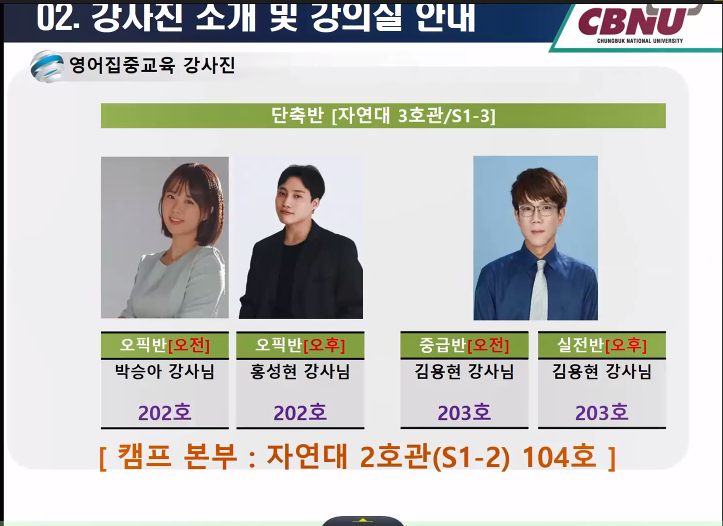 02. 강사진 소개 및 강의실 안내
CBNU
CHUNGBUK NATIONAL UNIVERSITY
영어집중교육 강사진
단축반 [자연대 3호관/S1-3]
오픽반[오전] 오픽반[오후] 중급반[오전] 실전반[오후]
박승아 강사님 홍성현 강사님 김용현 강사님 김용현 강사님
202호 202호 203호 203호
[ 캠프 본부 : 자연대 2호관(S1-2) 104호 ]